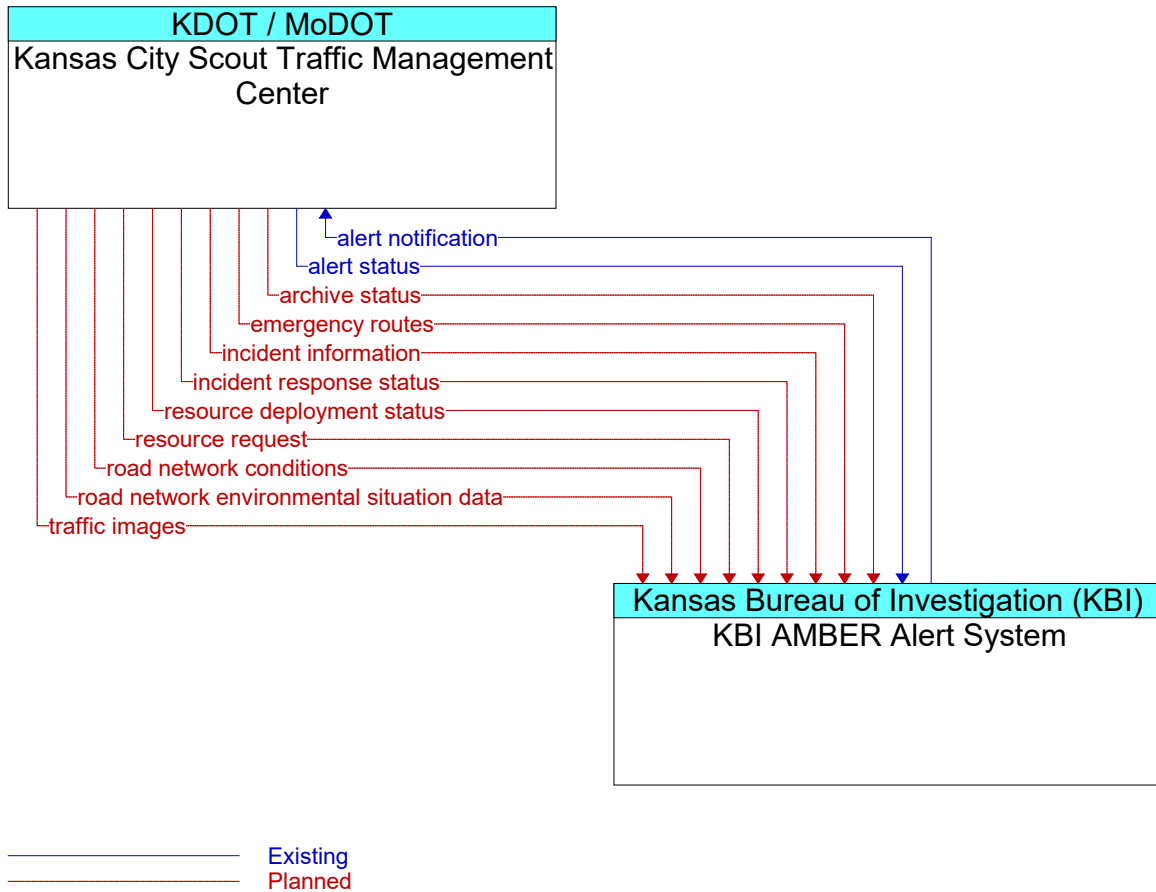 KDOT / MoDOT
Kansas City Scout Traffic Management
Center
alert notification
alert status
archive status
emergency routes
incident information
incident response status
resource deployment status
resource request
road network conditions
road network environmental situation data
traffic images
Kansas Bureau of Investigation (KBI)
KBI AMBER Alert System
Existing
Planned